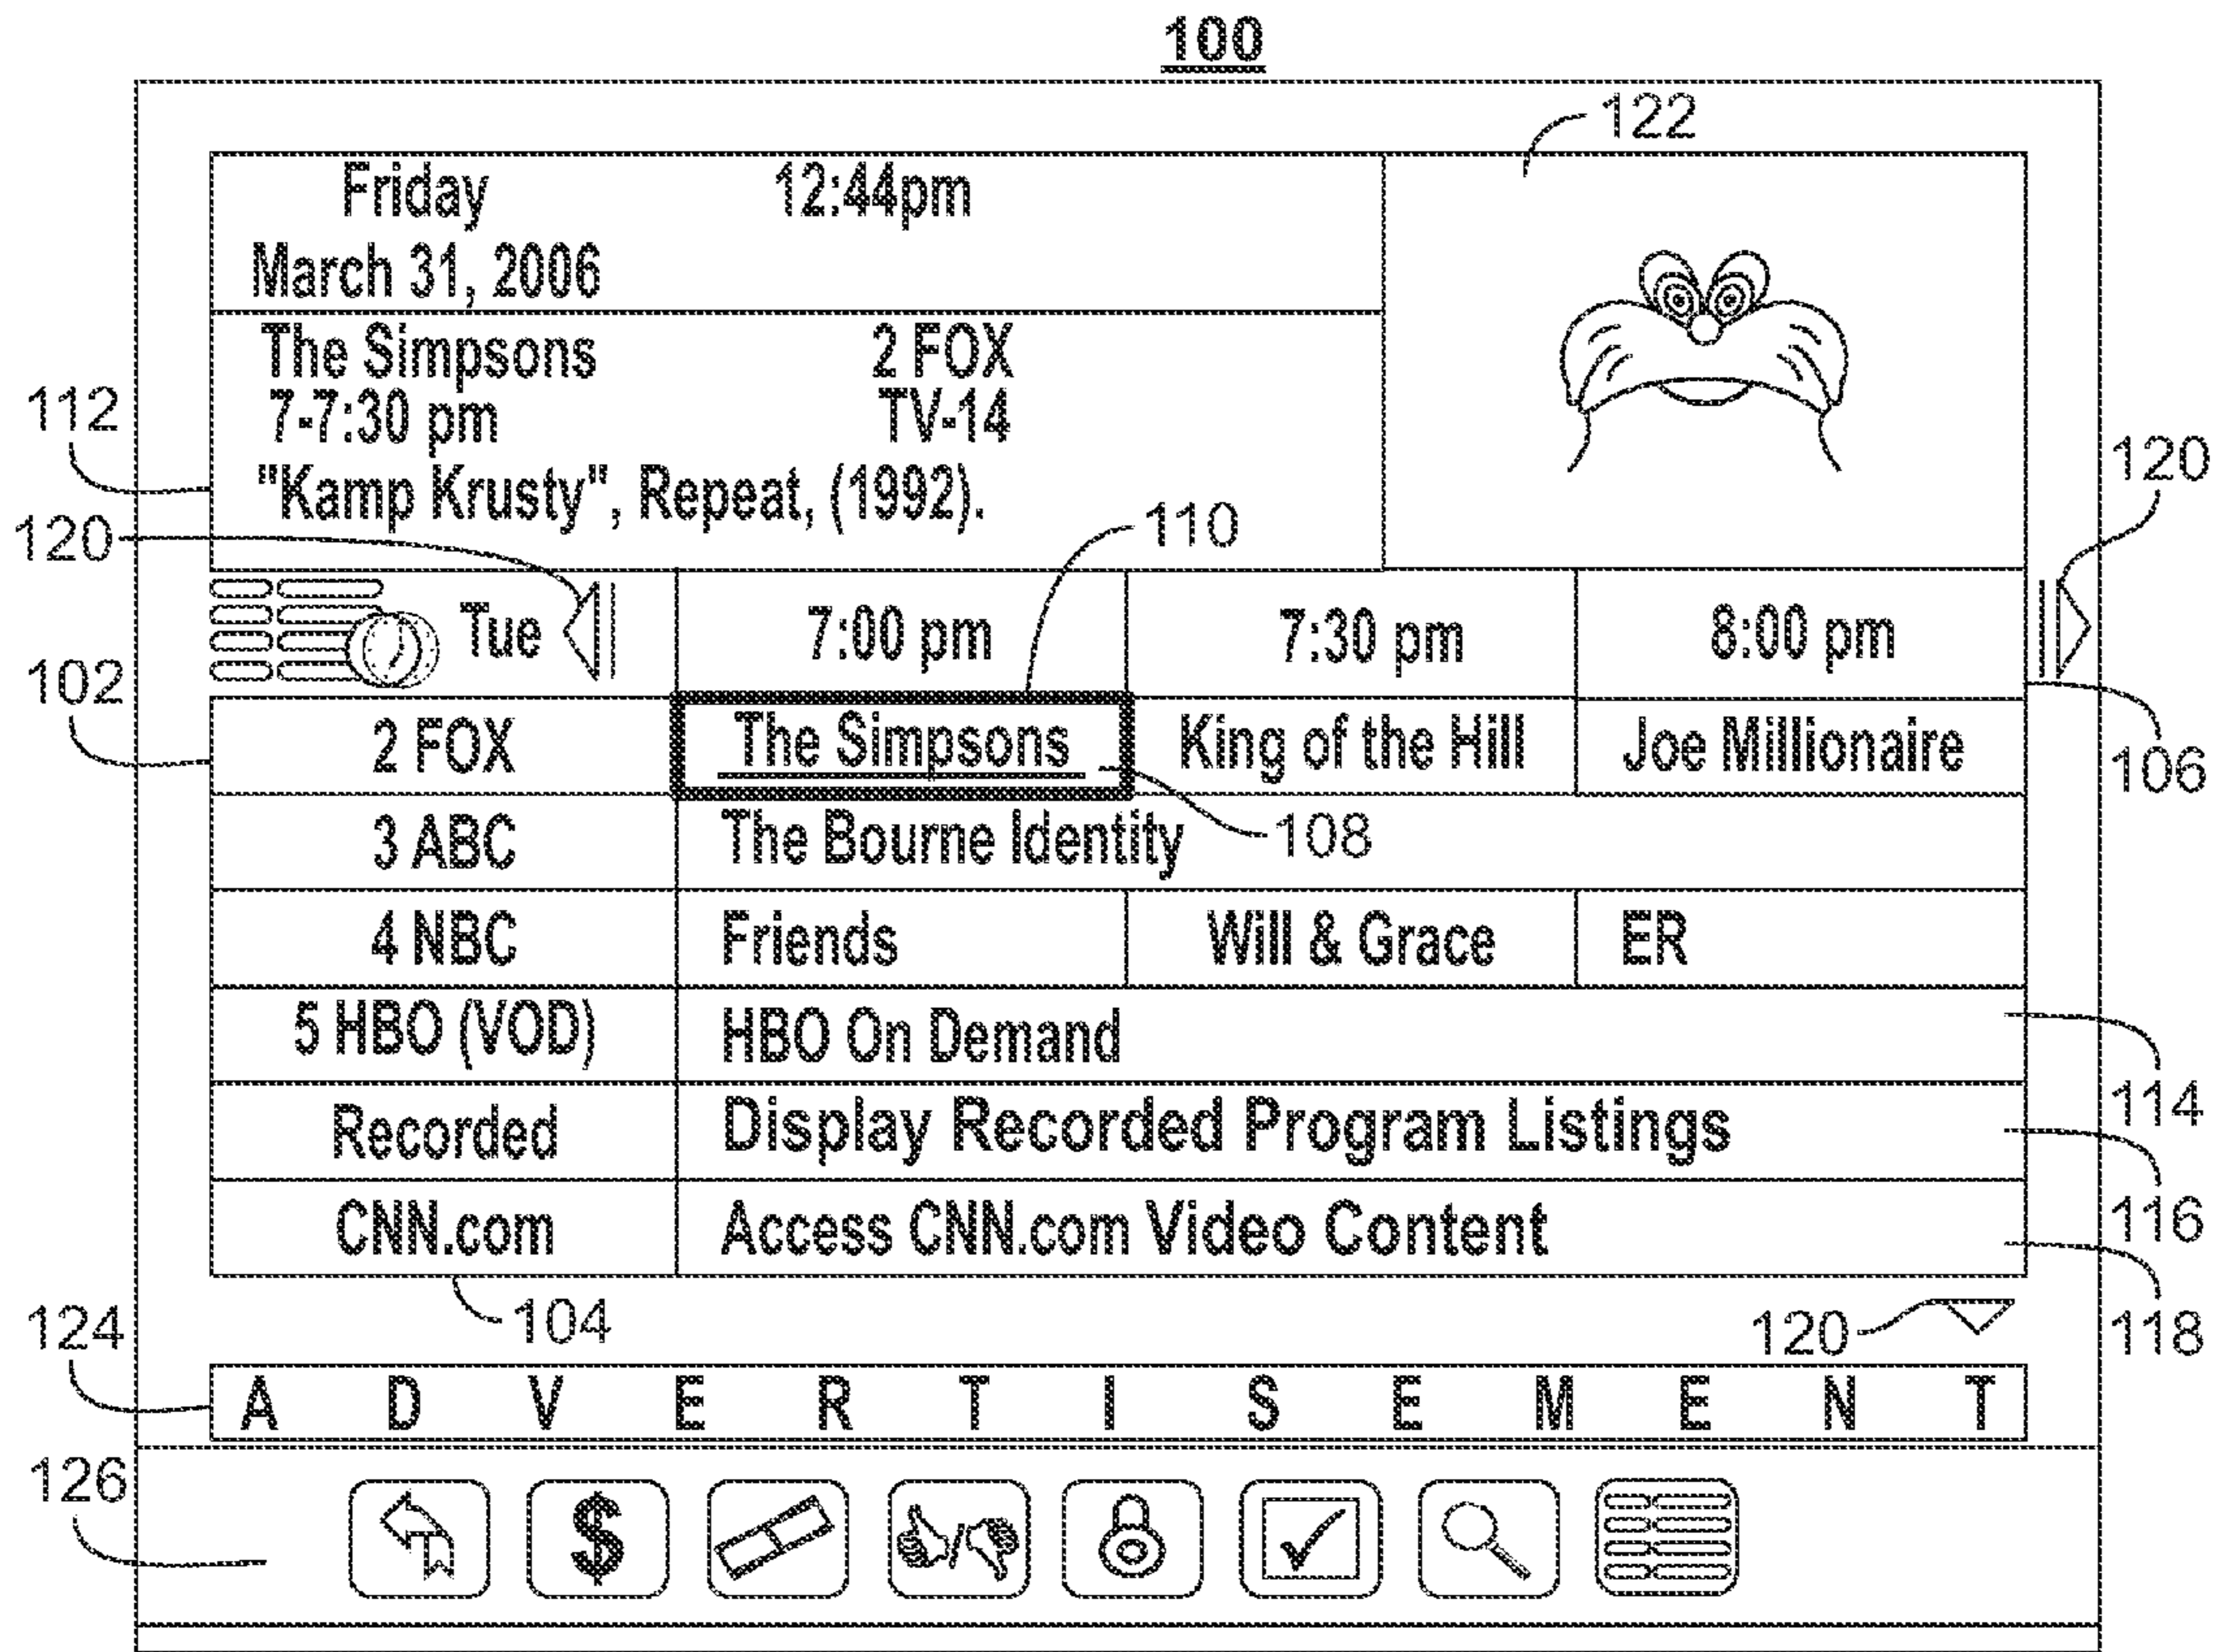 100
122
Friday 12:44pm
March 31, 2006
The Simpsons 2 FOX
112 7-7:30 pm TV-14
120
"Kamp Krusty", Repeat, (1992).
120 110
Tue 7:00 pm 7:30 pm 8:00 pm
102
2 FOX The Simpsons King of the Hill Joe Millionaire
106
3 ABC The Bourne Identity 108
4 NBC Friends Will & Grace ER
5 HBO (VOD) HBO On Demand
114
Recorded Display Recorded Program Listings
116
CNN.com Access CNN.com Video Content
124 104 120 118
A D V E R T I S E M E N T
126
$ /